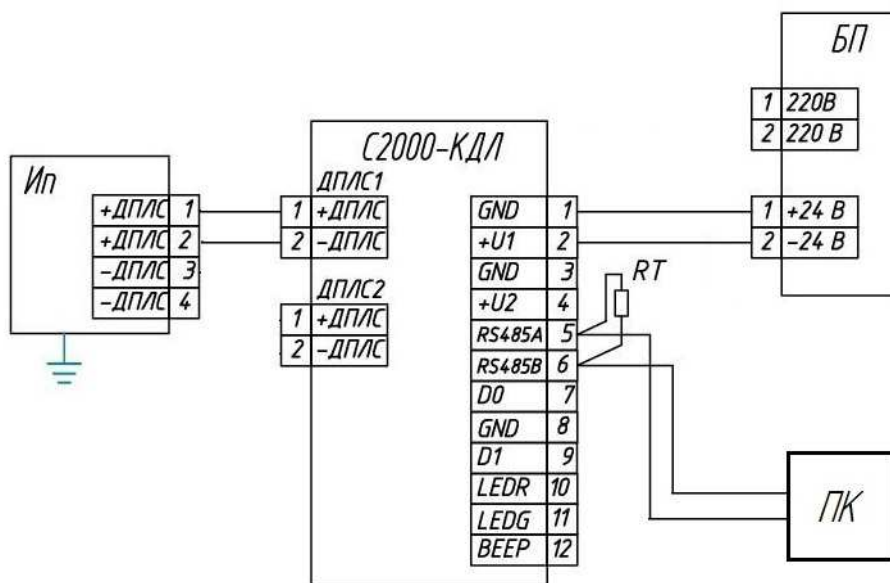 БП
1 220В
2 220 В
1 +24 В
2 -24 В
С2000-КДЛ
ДПЛС1
1 +ДПЛС
2 -ДПЛС
ДПЛС2
1 +ДПЛС
2 -ДПЛС
Ип
+ДПЛС 1
+ДПЛС 2
-ДПЛС 3
-ДПЛС 4
GND 1
+U1 2
GND 3
+U2 4
RS485A 5
RS485B 6
D0 7
GND 8
D1 9
LEDR 10
LEDG 11
BEEP 12
RT
ПК